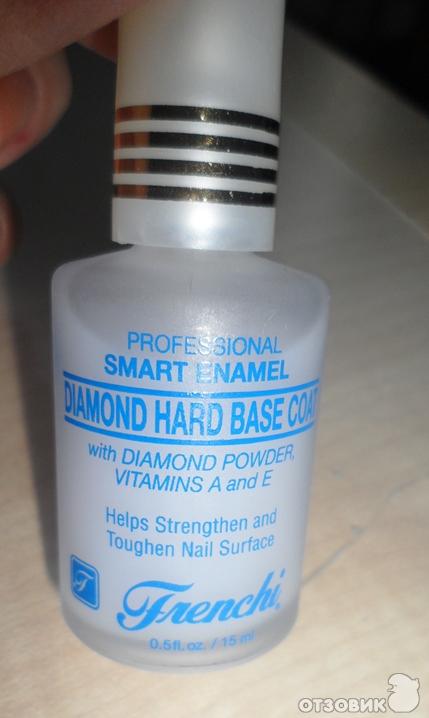 PROFESSIONAL
SMART ENAMEL
DIAMOND HARD BASE COAT
with DIAMOND POWDER,
VITAMINS A and E
Helps Strengthen and
Toughen Nail Surface
Frenchi
0.5fl.oz. / 15 ml
ОТЗОВИК